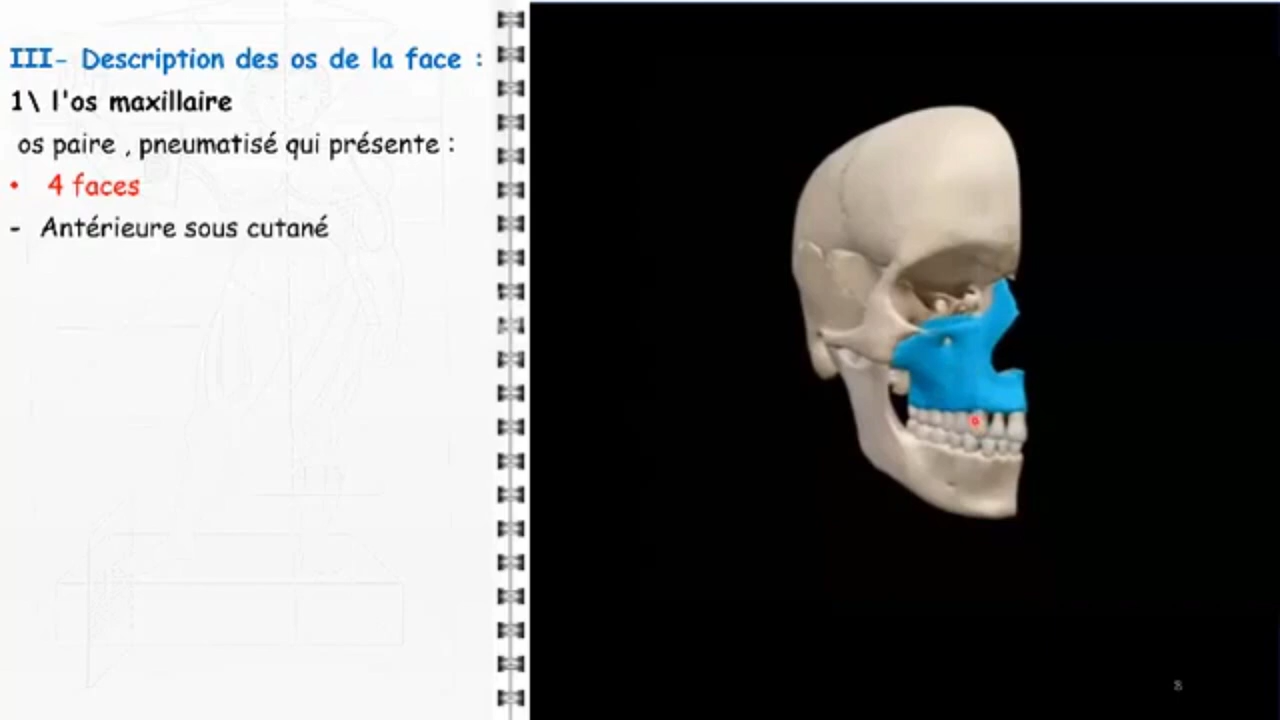 III- Description des os de la face :
1\ l'os maxillaire
os paire , pneumatisé qui présente :
• 4 faces
- Antérieure sous cutané
8